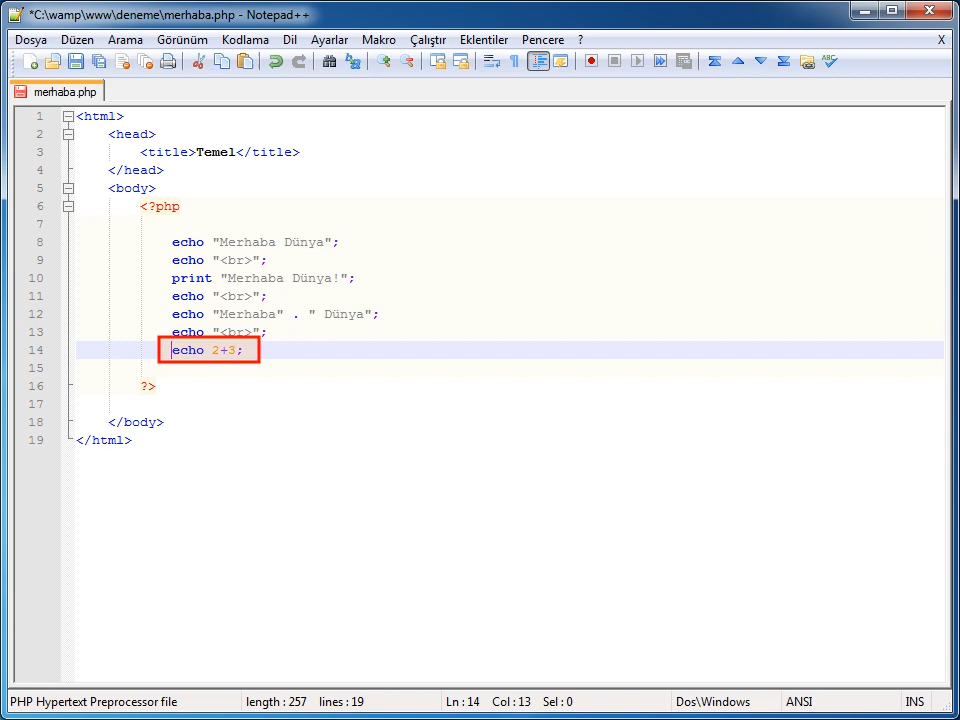 *C:\wamp\www\deneme\merhaba.php - Notepad++
Dosya Düzen Arama Görünüm Kodlama Dil Ayarlar Makro Çalıştır Eklentiler Pencere ? X
merhaba.php
1 <html>
2 <head>
3 <title>Temel</title>
4 </head>
5 <body>
6 <?php
7
8 echo "Merhaba Dünya";
9 echo "<br>";
10 print "Merhaba Dünya!";
11 echo "<br>";
12 echo "Merhaba" . " Dünya";
13 echo "<br>";
14 echo 2+3;
15
16 ?>
17
18 </body>
19 </html>
PHP Hypertext Preprocessor file length : 257 lines : 19 Ln : 14 Col : 13 Sel : 0 Dos\Windows ANSI INS